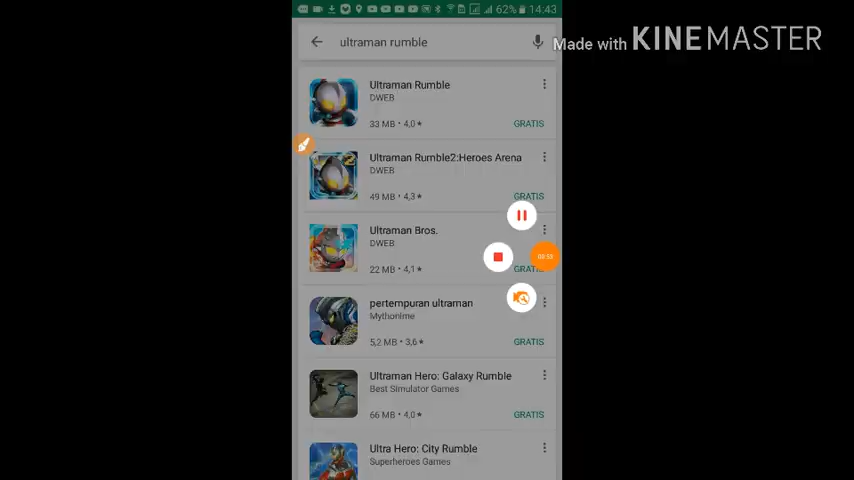 62% 14:43
ultraman rumble
Made with KINEMASTER
Ultraman Rumble
DWEB
33 MB • 4,0 ★ GRATIS
Ultraman Rumble2:Heroes Arena
DWEB
49 MB • 4,3 ★ GRATIS
Ultraman Bros.
DWEB
22 MB • 4,1 ★ GRATI
pertempuran ultraman
Mythonime
5,2 MB • 3,6 ★ GRATIS
Ultraman Hero: Galaxy Rumble
Best Simulator Games
66 MB • 4,0 ★ GRATIS
Ultra Hero: City Rumble
Superheroes Games